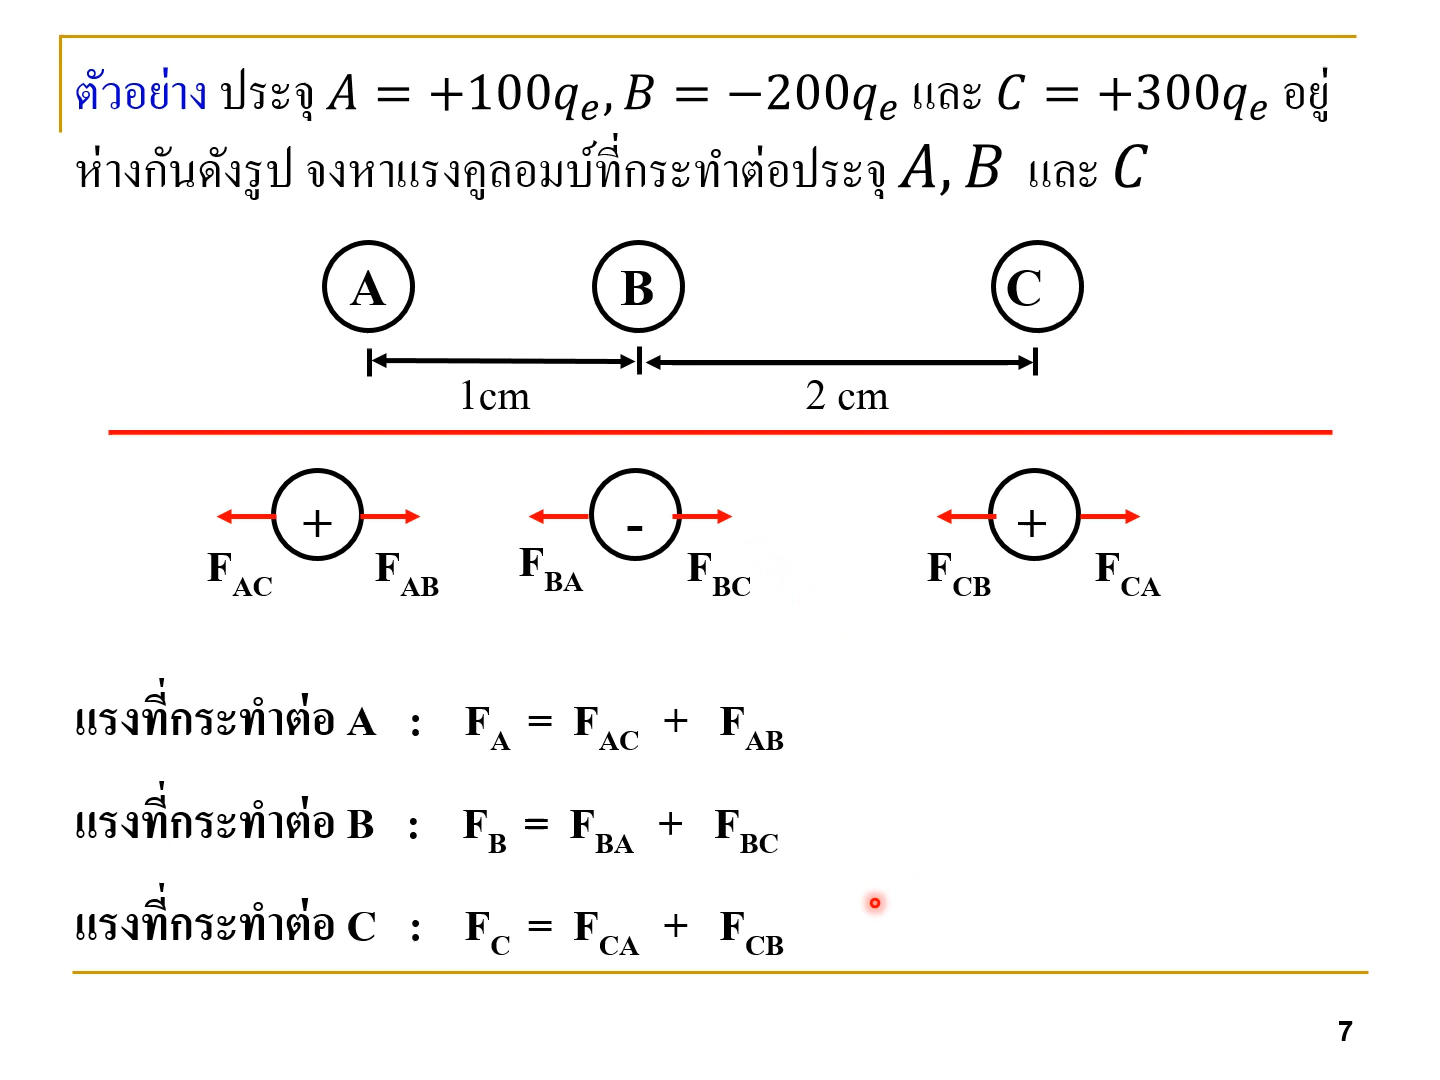 ตัวอย่าง ประจุ A = +100qₑ, B = −200qₑ และ C = +300qₑ อยู่
ห่างกันดังรูป จงหาแรงคูลอมบ์ที่กระทำต่อประจุ A, B และ C
A B C
1cm 2 cm
+ - +
F_AC F_AB F_BA F_BC F_CB F_CA
แรงที่กระทำต่อ A : F_A = F_AC + F_AB
แรงที่กระทำต่อ B : F_B = F_BA + F_BC
แรงที่กระทำต่อ C : F_C = F_CA + F_CB
7